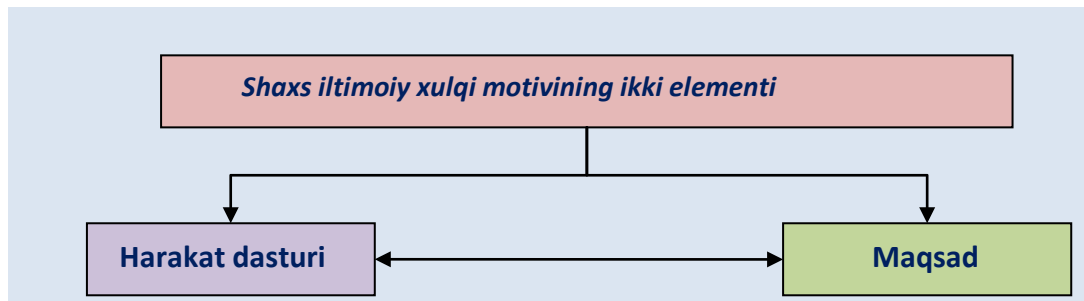 Shaxs iltimoiy xulqi motivining ikki elementi
Harakat dasturi
Maqsad